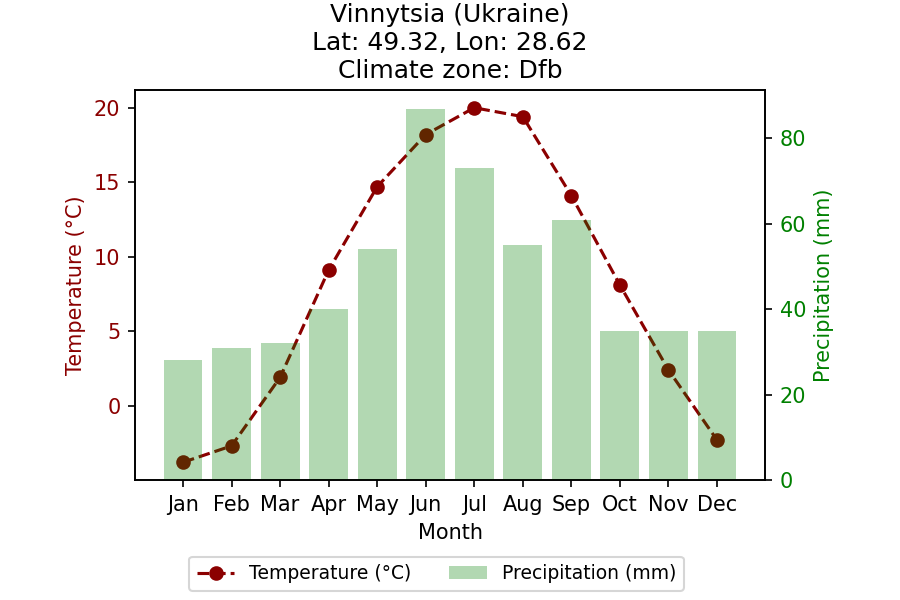 Vinnytsia (Ukraine)
Lat: 49.32, Lon: 28.62
Climate zone: Dfb
20
15
10
5
0
Temperature (°C)
80
60
40
20
0
Precipitation (mm)
Jan Feb Mar Apr May Jun Jul Aug Sep Oct Nov Dec
Month
Temperature (°C) Precipitation (mm)